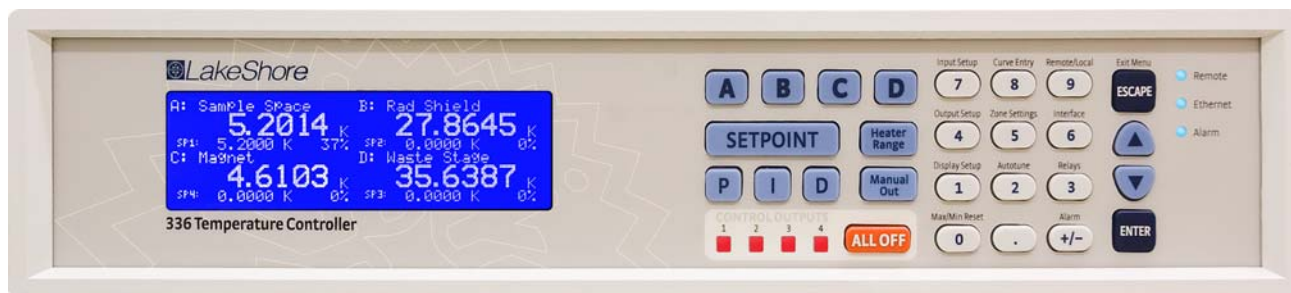 LakeShore
A: Sample Space B: Rad Shield
5.2014 K 27.8645 K
SP1: 5.2000 K 37% SP2: 0.0000 K 0%
C: Magnet D: Waste Stage
4.6103 K 35.6387 K
SP4: 0.0000 K 0% SP3: 0.0000 K 0%
336 Temperature Controller
A B C D
SETPOINT Heater Range
P I D Manual Out
CONTROL OUTPUTS
1 2 3 4
ALL OFF
Input Setup Curve Entry Remote/Local Exit Menu
7 8 9 ESCAPE
Output Setup Zone Settings Interface
4 5 6
Display Setup Autotune Relays
1 2 3
Max/Min Reset Alarm
0 . +/- ENTER
Remote
Ethernet
Alarm